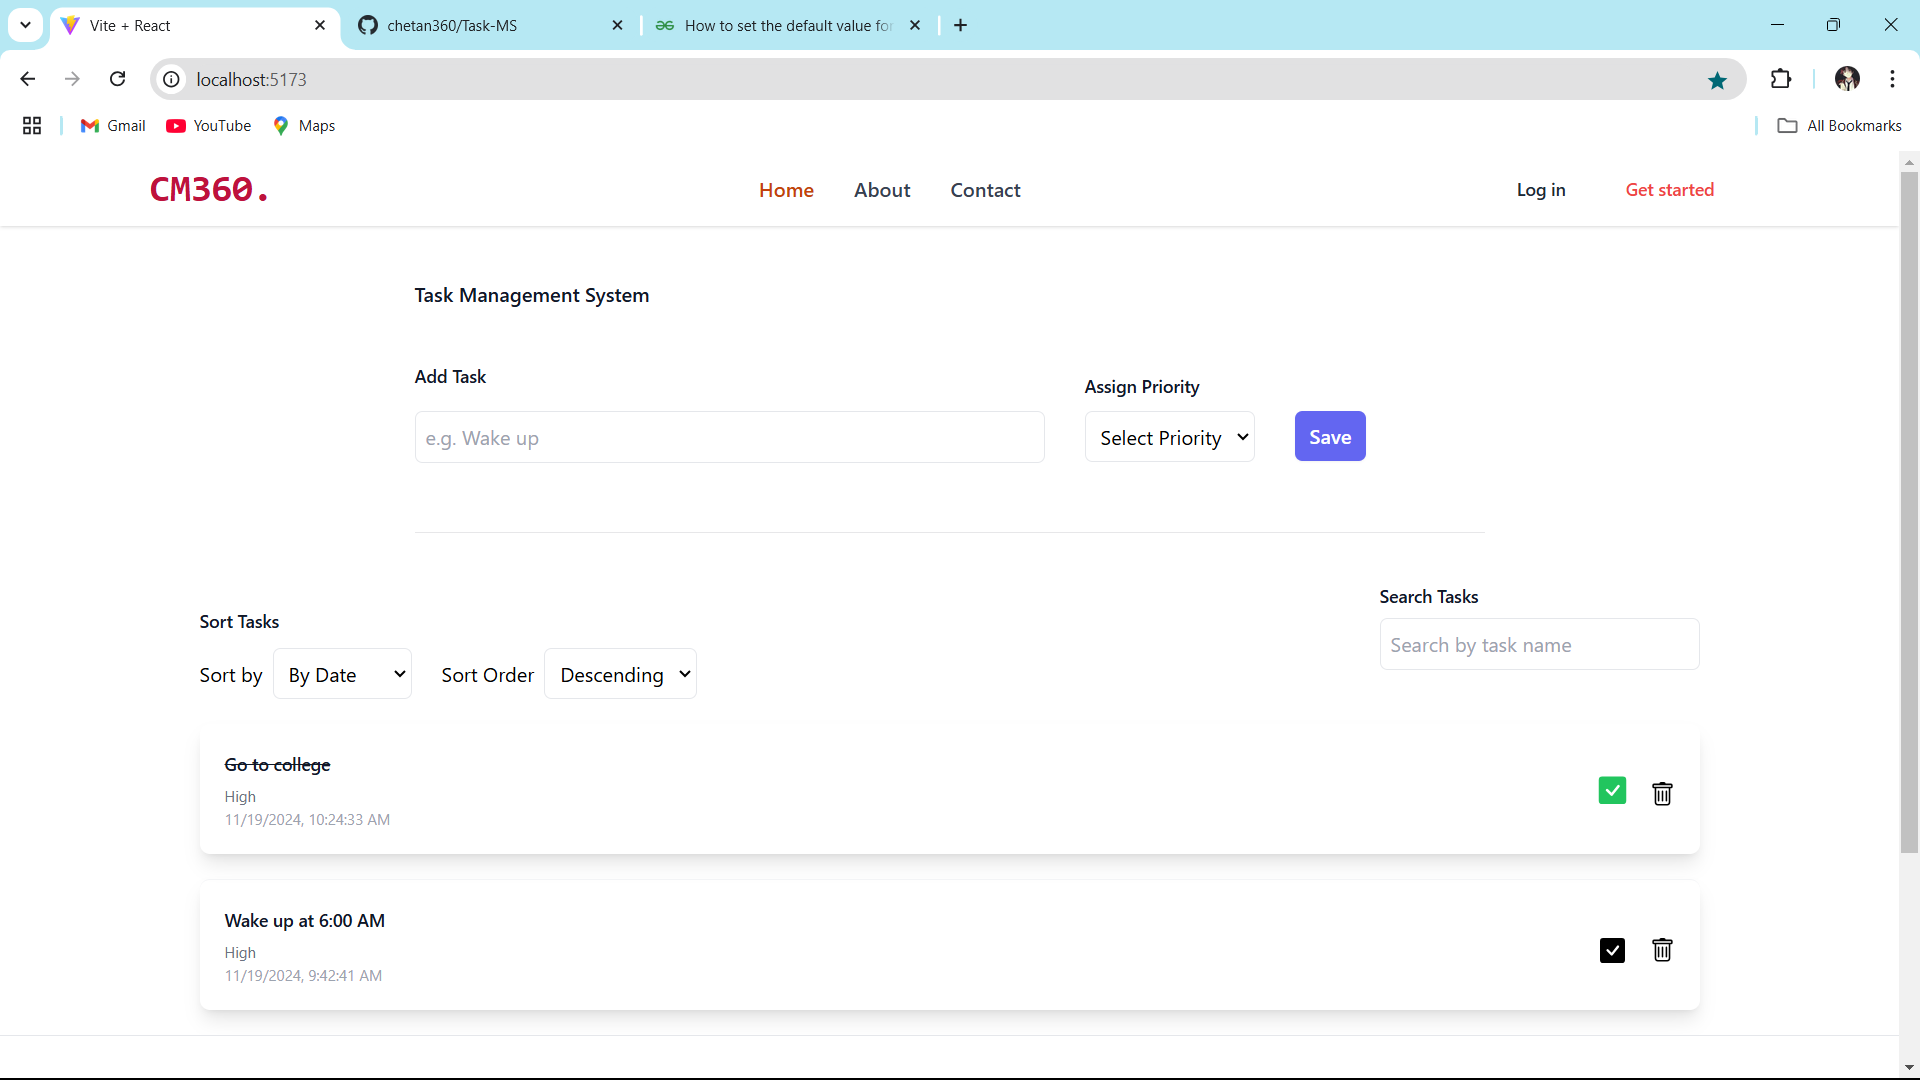 Vite + React
chetan360/Task-MS
How to set the default value for
localhost:5173
Gmail
YouTube
Maps
All Bookmarks
CM360.
Home
About
Contact
Log in
Get started
Task Management System
Add Task
Assign Priority
e.g. Wake up
Select Priority
Save
Search Tasks
Sort Tasks
Search by task name
Sort by
By Date
Sort Order
Descending
Go to college
High
11/19/2024, 10:24:33 AM
Wake up at 6:00 AM
High
11/19/2024, 9:42:41 AM